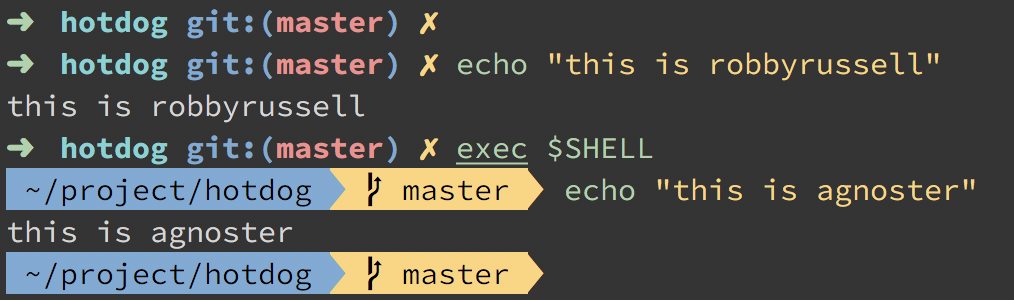 ➜ hotdog git:(master) ✗
➜ hotdog git:(master) ✗ echo "this is robbyrussell"
this is robbyrussell
➜ hotdog git:(master) ✗ exec $SHELL
~/project/hotdog  master  echo "this is agnoster"
this is agnoster
~/project/hotdog  master